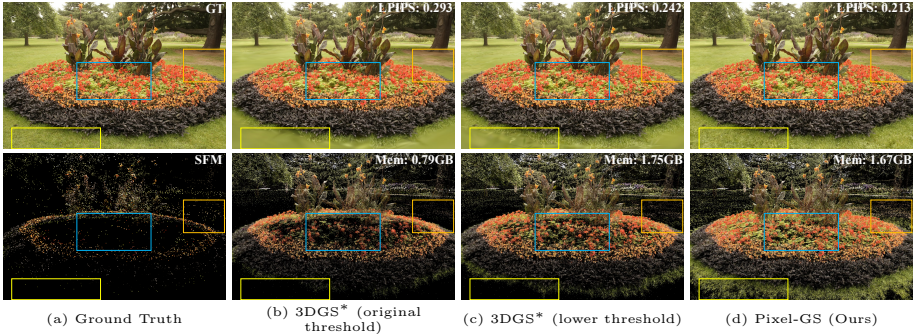 GT
LPIPS: 0.293
LPIPS: 0.242
LPIPS: 0.213
SFM
Mem: 0.79GB
Mem: 1.75GB
Mem: 1.67GB
(a) Ground Truth
(b) 3DGS* (original
threshold)
(c) 3DGS* (lower threshold)
(d) Pixel-GS (Ours)